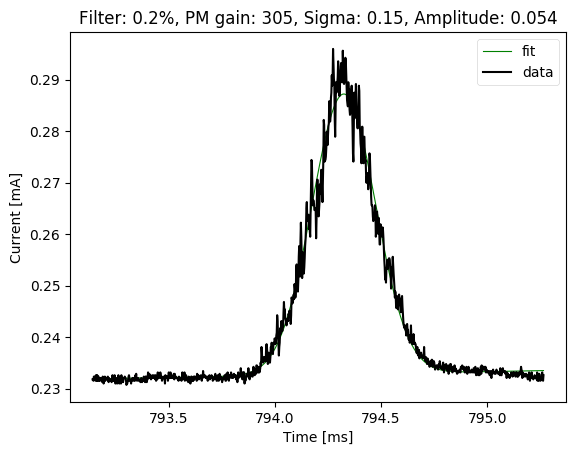 Filter: 0.2%, PM gain: 305, Sigma: 0.15, Amplitude: 0.054
fit
data
0.29
0.28
0.27
0.26
0.25
0.24
0.23
Current [mA]
793.5 794.0 794.5 795.0
Time [ms]